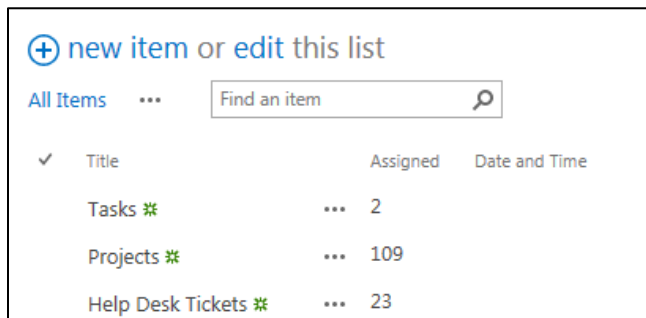 new item or edit this list
All Items ••• Find an item
Title Assigned Date and Time
Tasks ••• 2
Projects ••• 109
Help Desk Tickets ••• 23